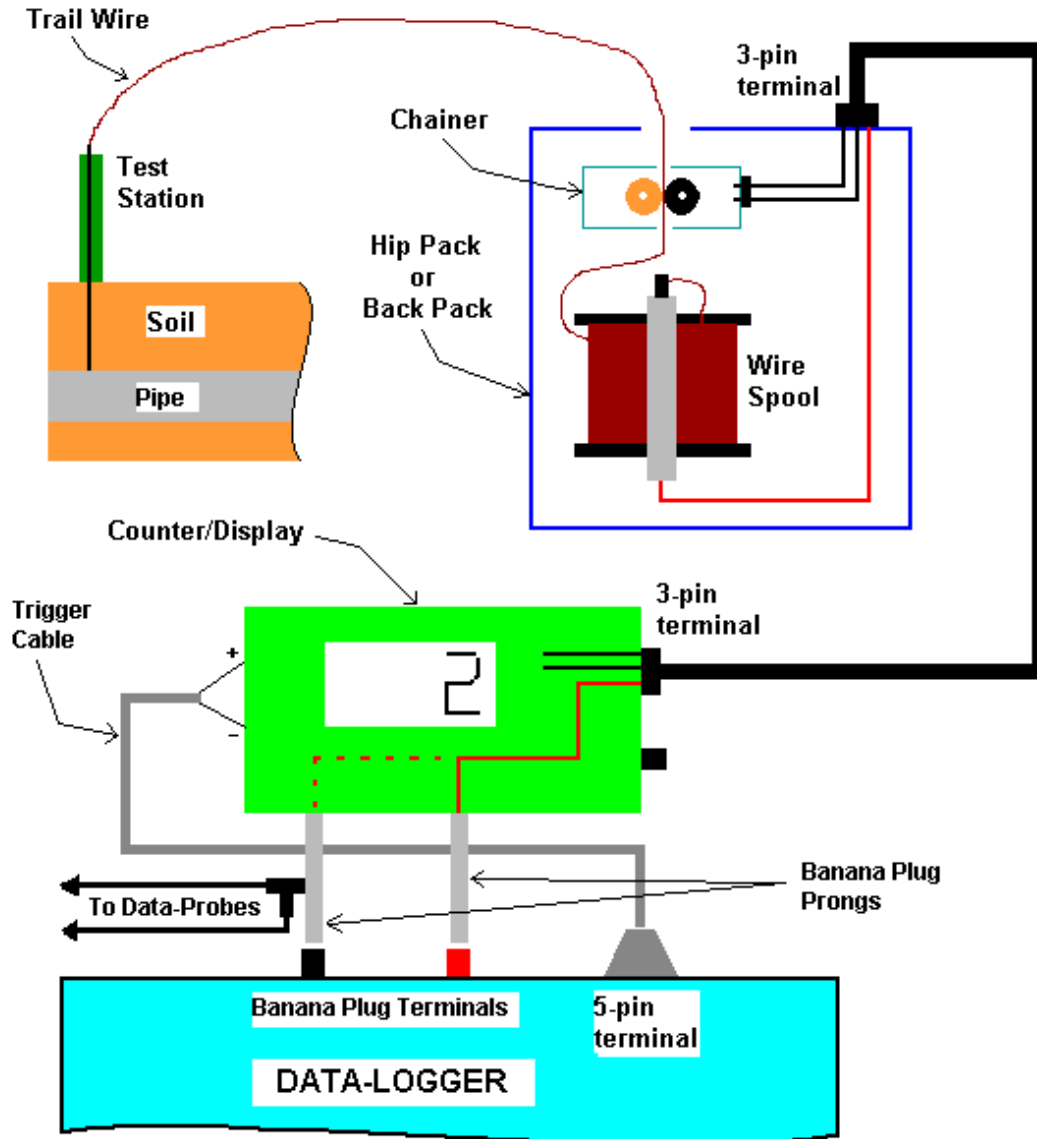 Trail Wire
3-pin
terminal
Chainer
Test
Station
Hip Pack
or
Back Pack
Soil
Wire
Spool
Pipe
Counter/Display
3-pin
terminal
Trigger
Cable
+
2
−
Banana Plug
Prongs
To Data-Probes
Banana Plug Terminals
5-pin
terminal
DATA-LOGGER